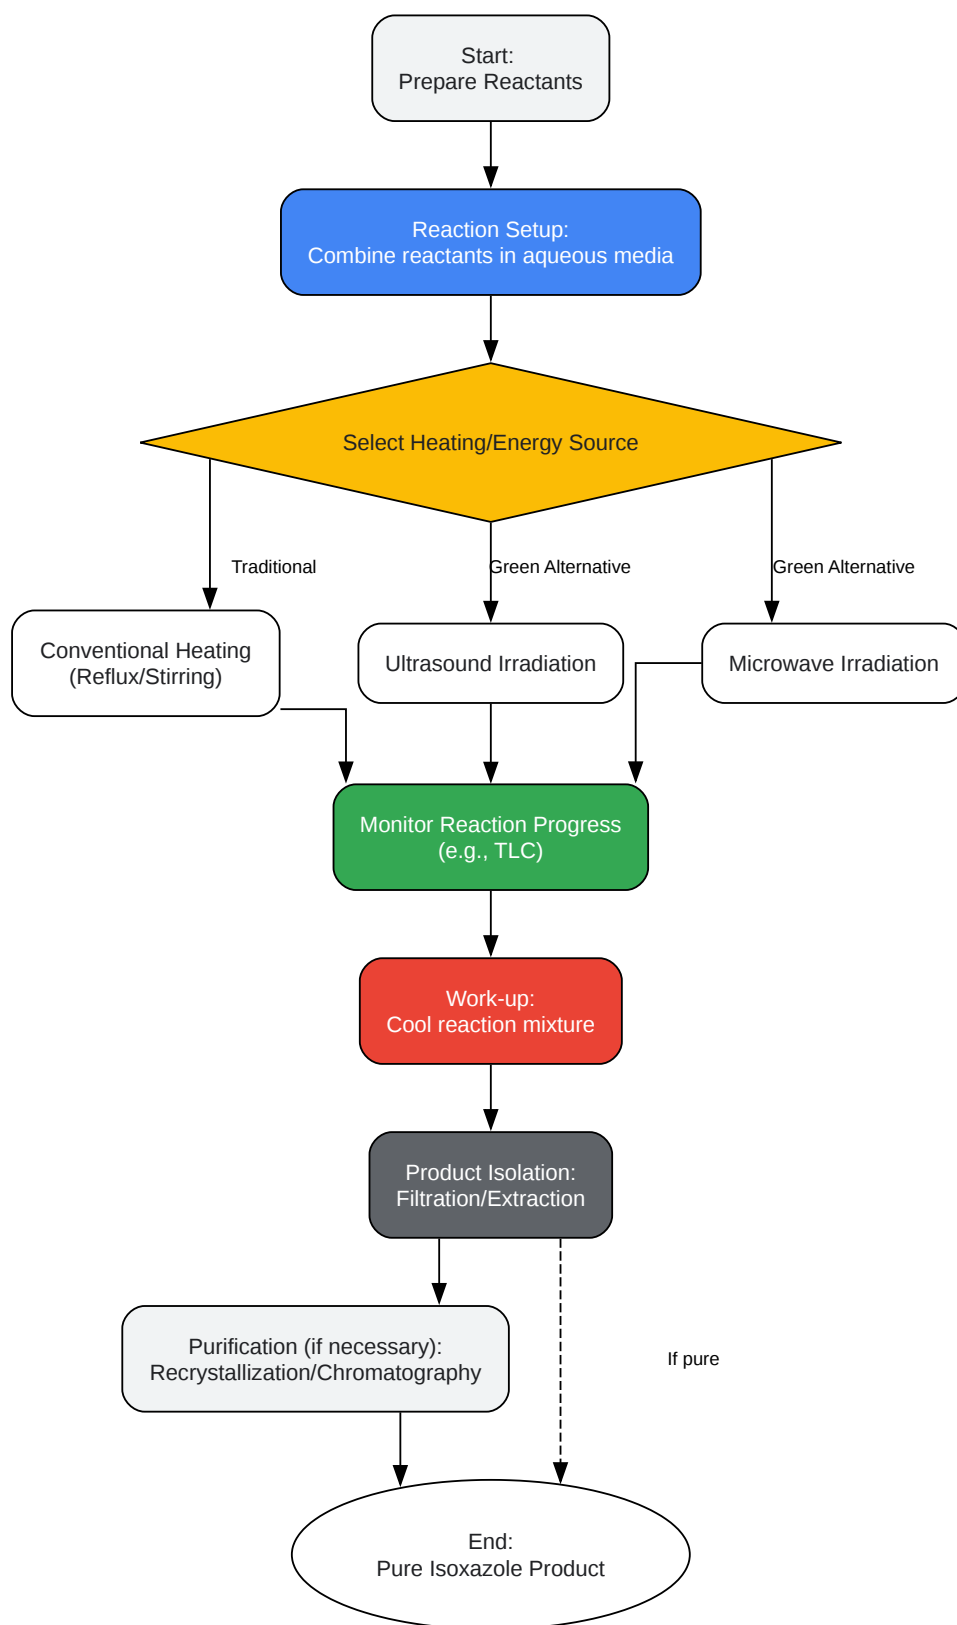 Start:
Prepare Reactants
Reaction Setup:
Combine reactants in aqueous media
Select Heating/Energy Source
Traditional
Green Alternative
Green Alternative
Conventional Heating
(Reflux/Stirring)
Ultrasound Irradiation
Microwave Irradiation
Monitor Reaction Progress
(e.g., TLC)
Work-up:
Cool reaction mixture
Product Isolation:
Filtration/Extraction
Purification (if necessary):
Recrystallization/Chromatography
If pure
End:
Pure Isoxazole Product